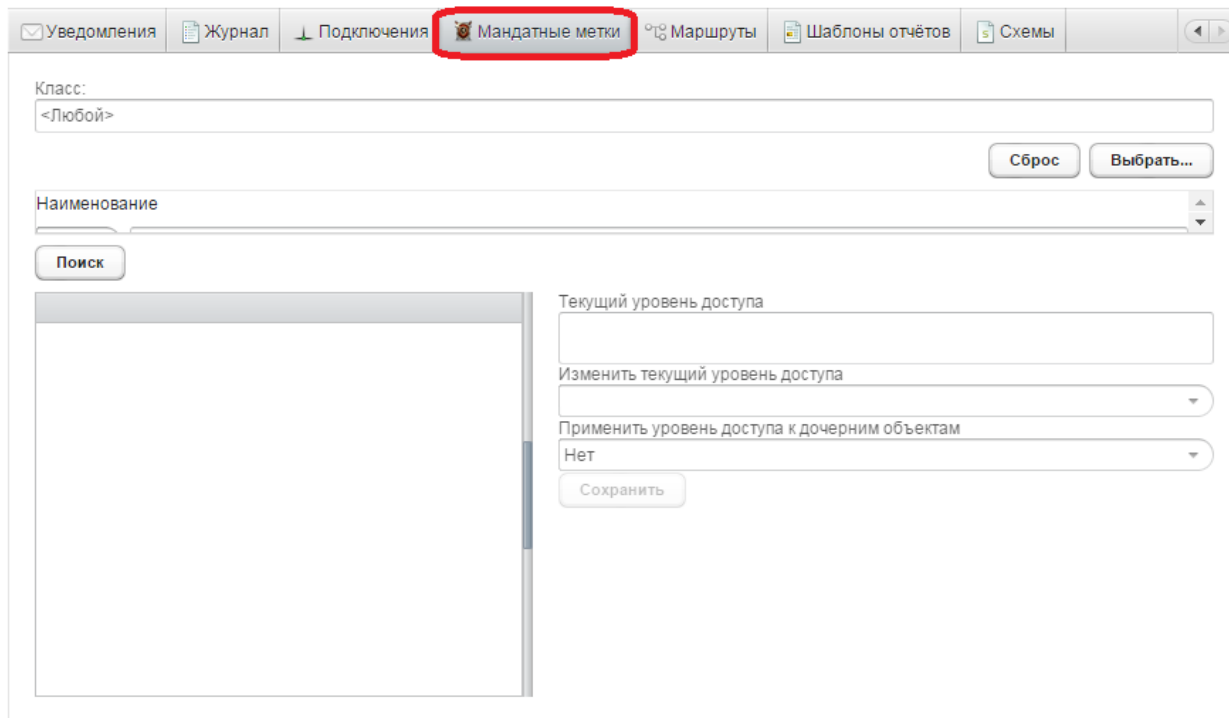 Уведомления Журнал Подключения Мандатные метки Маршруты Шаблоны отчётов Схемы
Класс:
<Любой>
Сброс Выбрать...
Наименование
Поиск
Текущий уровень доступа
Изменить текущий уровень доступа
Применить уровень доступа к дочерним объектам
Нет
Сохранить